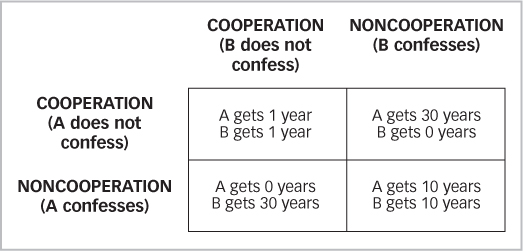 COOPERATION
(B does not
confess)
NONCOOPERATION
(B confesses)
COOPERATION
(A does not
confess)
A gets 1 year
B gets 1 year
A gets 30 years
B gets 0 years
NONCOOPERATION
(A confesses)
A gets 0 years
B gets 30 years
A gets 10 years
B gets 10 years